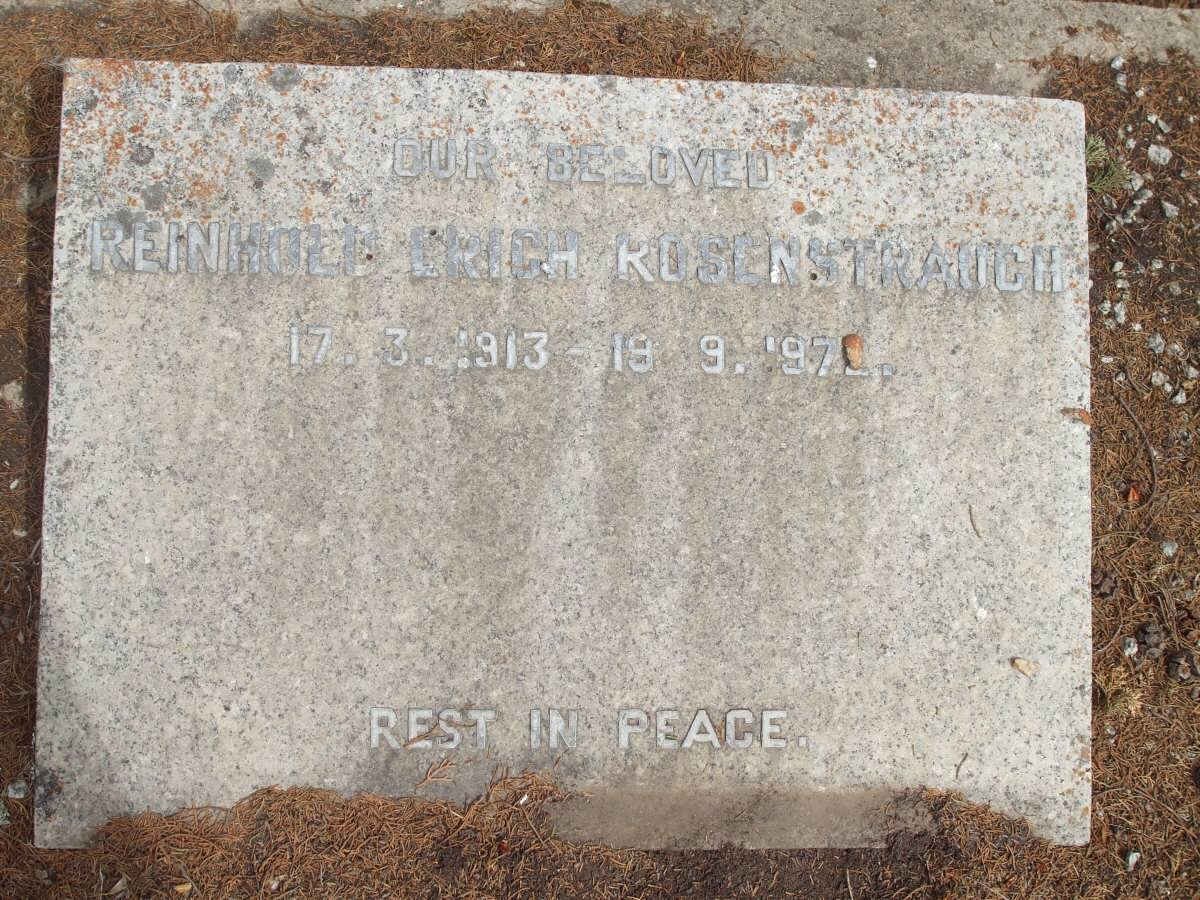 OUR BELOVED
REINHOLD ERICH ROSENSTRAUCH
17. 3. 1913 - 19 9.
REST IN PEACE.